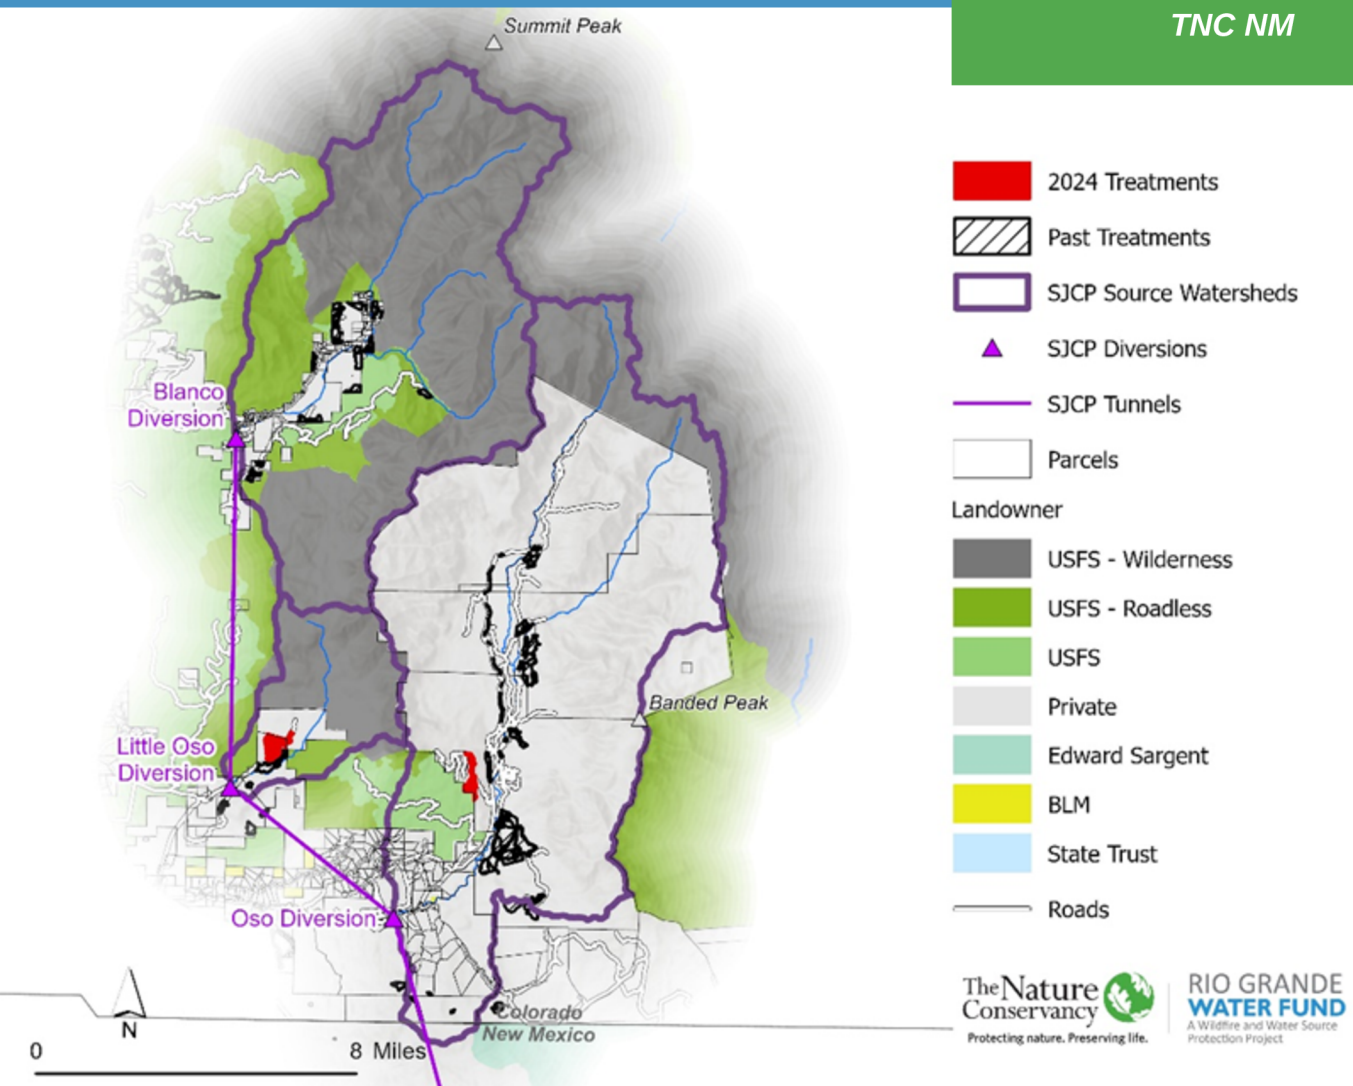 TNC NM
Summit Peak
Blanco
Diversion
Banded Peak
Little Oso
Diversion
Oso Diversion
Colorado
New Mexico
N
0 8 Miles
2024 Treatments
Past Treatments
SJCP Source Watersheds
SJCP Diversions
SJCP Tunnels
Parcels
Landowner
USFS - Wilderness
USFS - Roadless
USFS
Private
Edward Sargent
BLM
State Trust
Roads
The Nature
Conservancy
Protecting nature. Preserving life.
RIO GRANDE
WATER FUND
A Wildfire and Water Source
Protection Project